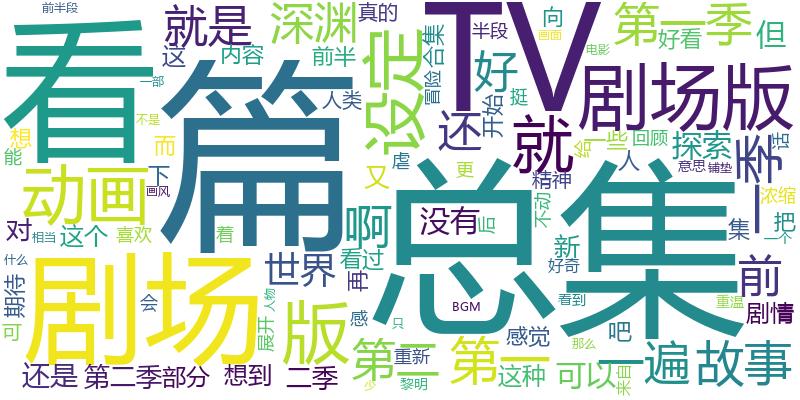 前半段
就是
深渊
真的
半段
向
第一季
但
这
内容
前半
合集
好看
画面
电影
看
篇
设定
冒险
好
TV
剧场版
一部
人类
开始
挺
还
就
给
一些
回顾
探索
一季
话
想
不是
而
能
动画
下
画风
又
虐
更
精神
人
意思
铺垫
浓缩
总集
没有
后
不动
集
把
一个
对
相当
这个
喜欢
着
啊
新
什么
世界
看过
再
好奇
前
期待
剧场
版
会
人物
感
只
BGM
看到
重温
可
展开
感觉
吧
那么
剧情
第二
重新
第一
一遍
故事
还是
第二季
部分
想到
二季
少
黎明
这种
可以
来自